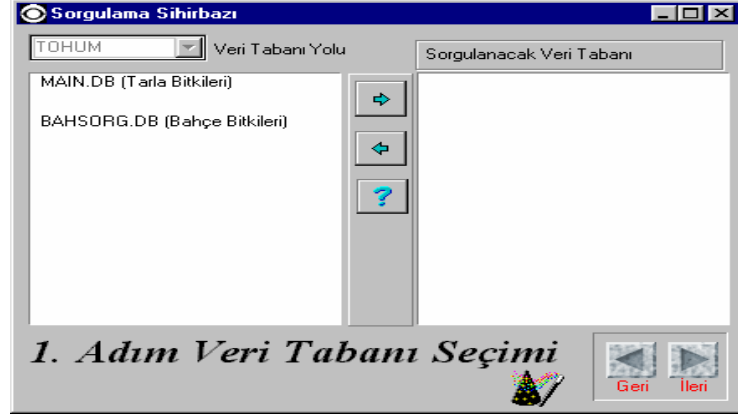 Sorgulama Sihirbazı
TOHUM Veri Tabanı Yolu
Sorgulanacak Veri Tabanı
MAIN.DB (Tarla Bitkileri)
BAHSORG.DB (Bahçe Bitkileri)
?
1. Adım Veri Tabanı Seçimi
Geri İleri